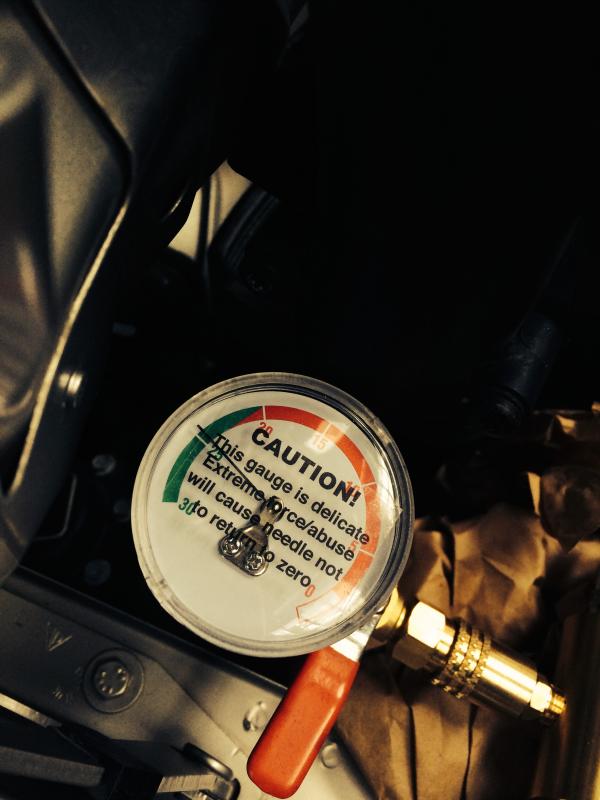 CAUTION!
This gauge is delicate
Extreme force/abuse
will cause needle not
to return to zero
30
25
20
15
10
5
0